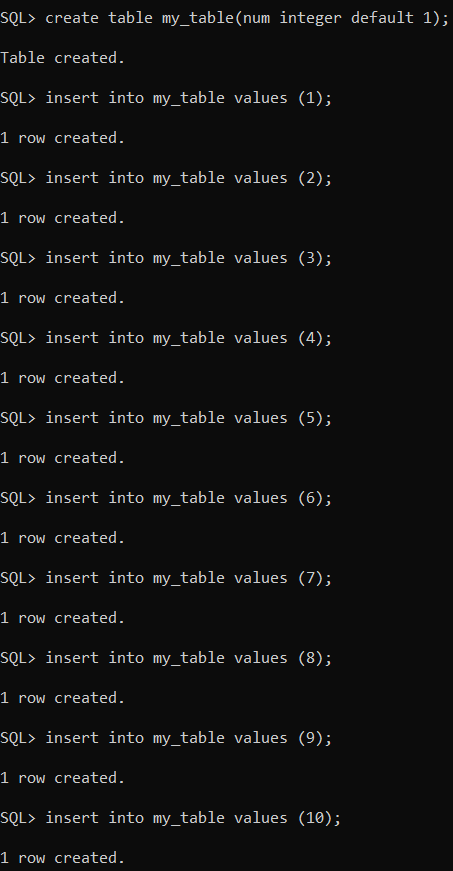 SQL> create table my_table(num integer default 1);
Table created.
SQL> insert into my_table values (1);
1 row created.
SQL> insert into my_table values (2);
1 row created.
SQL> insert into my_table values (3);
1 row created.
SQL> insert into my_table values (4);
1 row created.
SQL> insert into my_table values (5);
1 row created.
SQL> insert into my_table values (6);
1 row created.
SQL> insert into my_table values (7);
1 row created.
SQL> insert into my_table values (8);
1 row created.
SQL> insert into my_table values (9);
1 row created.
SQL> insert into my_table values (10);
1 row created.